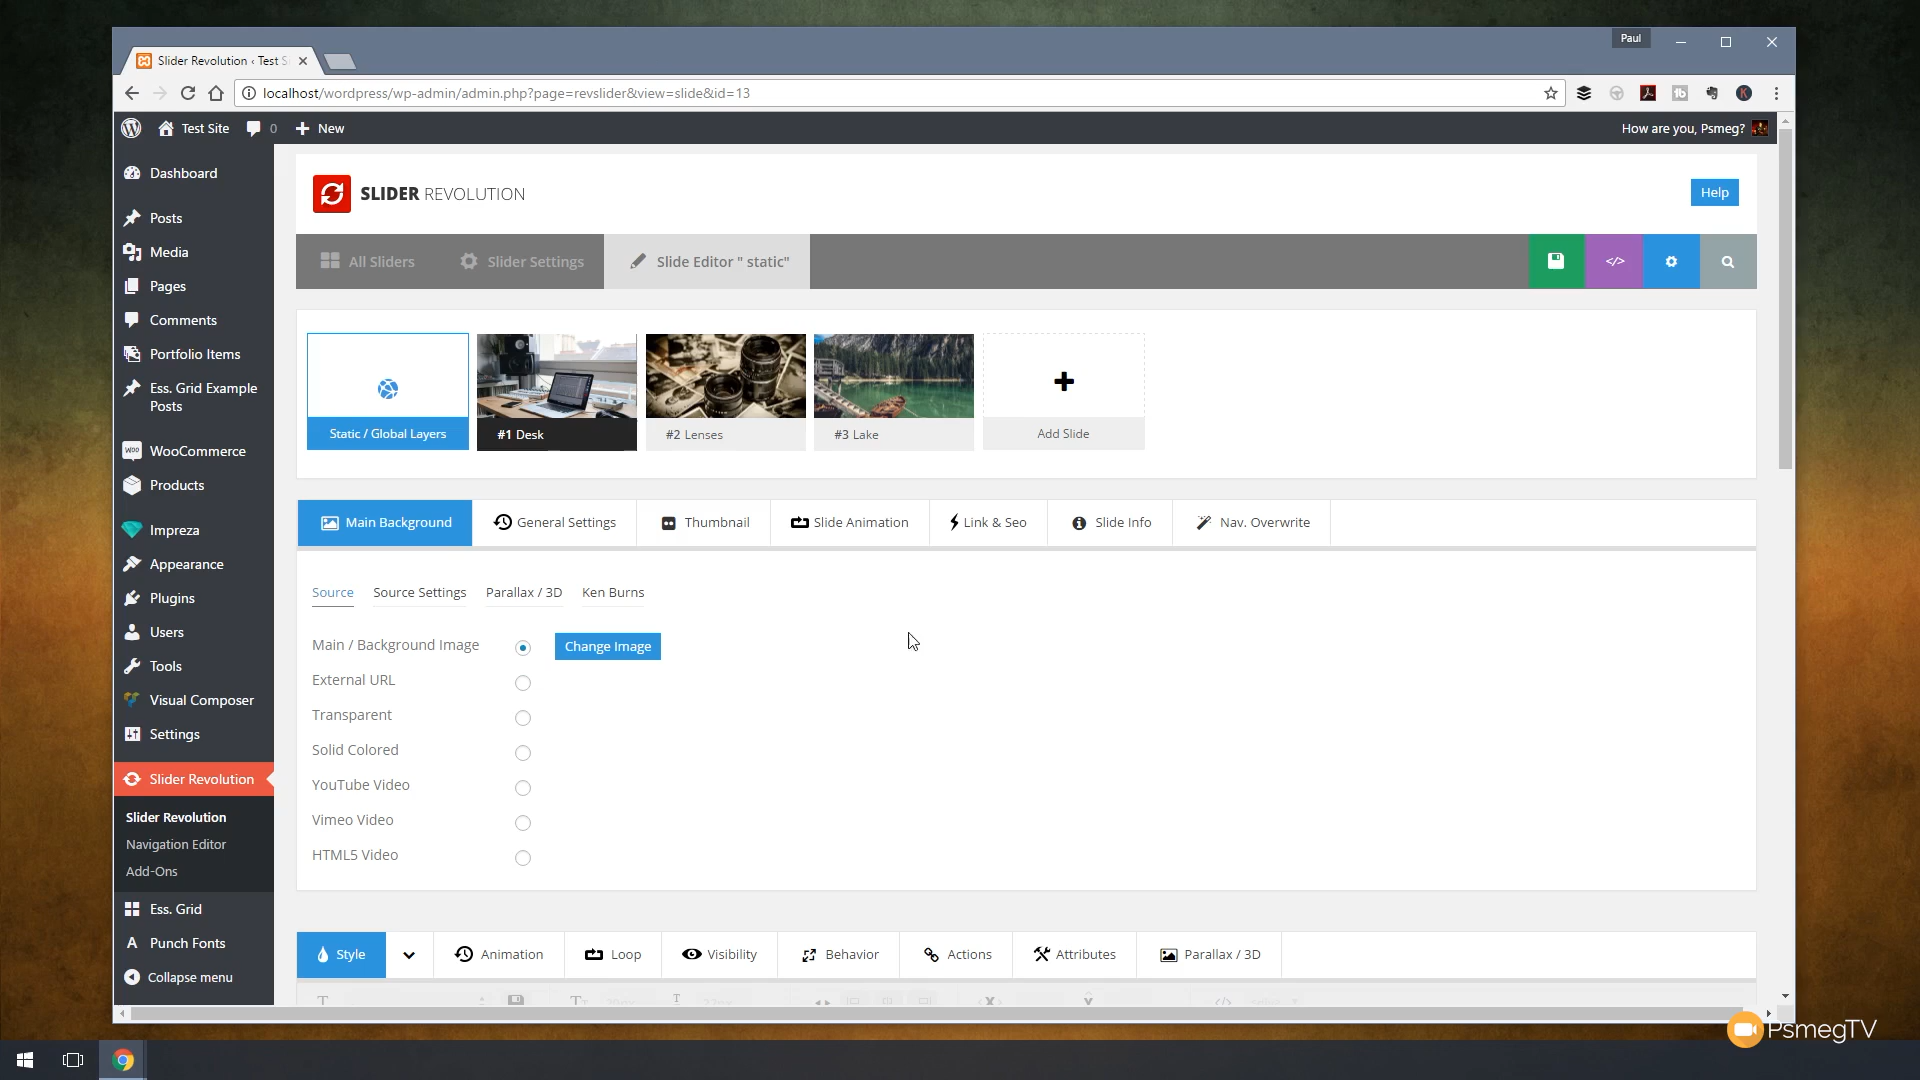 Paul
Slider Revolution ‹ Test S
localhost/wordpress/wp-admin/admin.php?page=revslider&view=slide&id=13
Test Site
0
New
How are you, Psmeg?
Dashboard
Posts
Media
Pages
Comments
Portfolio Items
Ess. Grid Example
Posts
WooCommerce
Products
Impreza
Appearance
Plugins
Users
Tools
Visual Composer
Settings
Slider Revolution
Slider Revolution
Navigation Editor
Add-Ons
Ess. Grid
Punch Fonts
Collapse menu
SLIDER REVOLUTION
Help
All Sliders
Slider Settings
Slide Editor " static"
Static / Global Layers
#1 Desk
#2 Lenses
#3 Lake
Add Slide
Main Background
General Settings
Thumbnail
Slide Animation
Link & Seo
Slide Info
Nav. Overwrite
Source
Source Settings
Parallax / 3D
Ken Burns
Main / Background Image
Change Image
External URL
Transparent
Solid Colored
YouTube Video
Vimeo Video
HTML5 Video
Style
Animation
Loop
Visibility
Behavior
Actions
Attributes
Parallax / 3D
PsmegTV